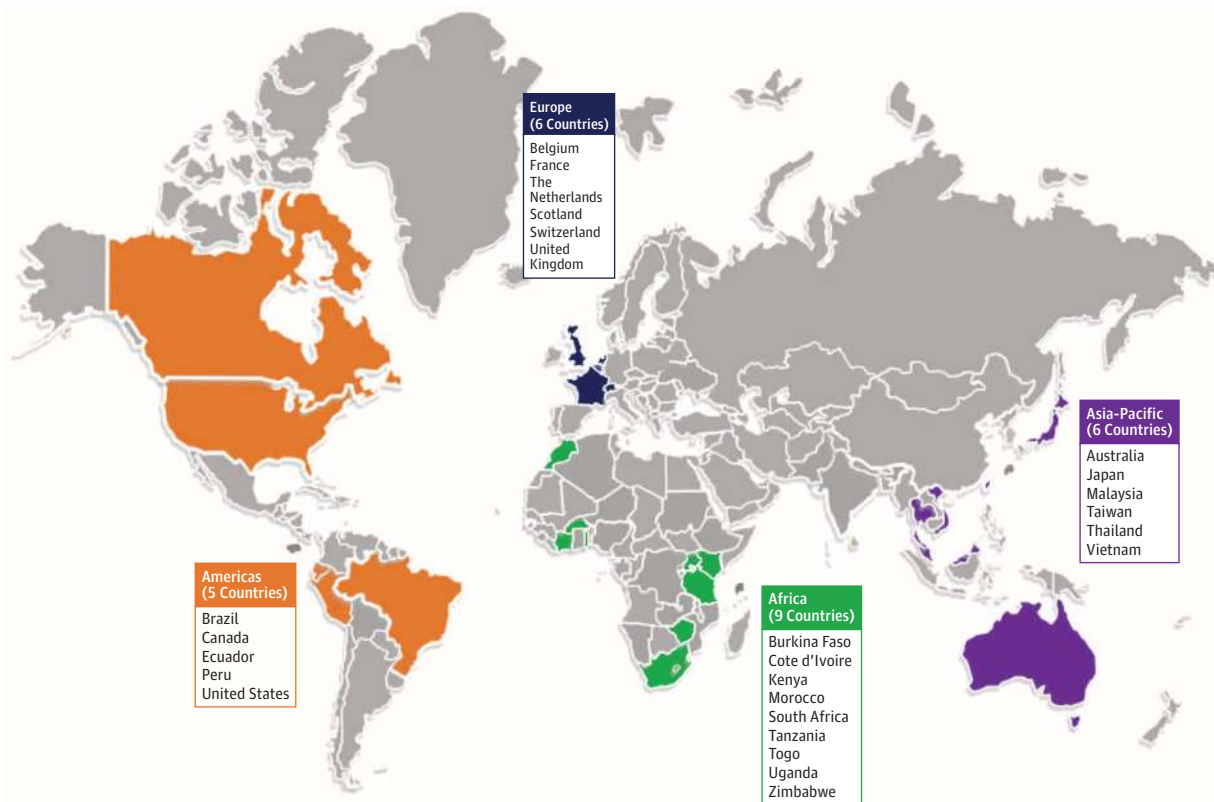 Europe
(6 Countries)
Belgium
France
The
Netherlands
Scotland
Switzerland
United
Kingdom
Asia-Pacific
(6 Countries)
Australia
Japan
Malaysia
Taiwan
Thailand
Vietnam
Americas
(5 Countries)
Brazil
Canada
Ecuador
Peru
United States
Africa
(9 Countries)
Burkina Faso
Cote d’Ivoire
Kenya
Morocco
South Africa
Tanzania
Togo
Uganda
Zimbabwe